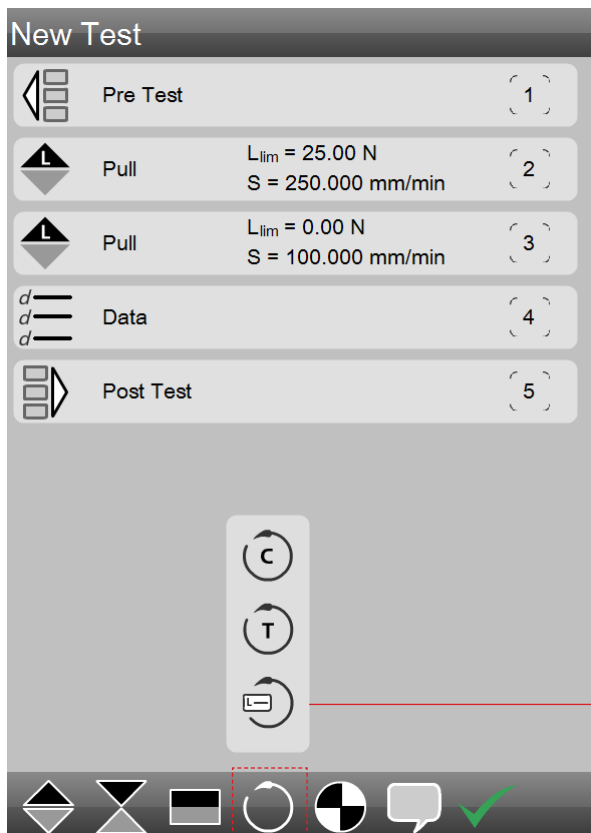 New Test
Pre Test 1
L
Pull Llim = 25.00 N 2
S = 250.000 mm/min
L
Pull Llim = 0.00 N 3
S = 100.000 mm/min
d
d Data 4
d
Post Test 5
C
T
L